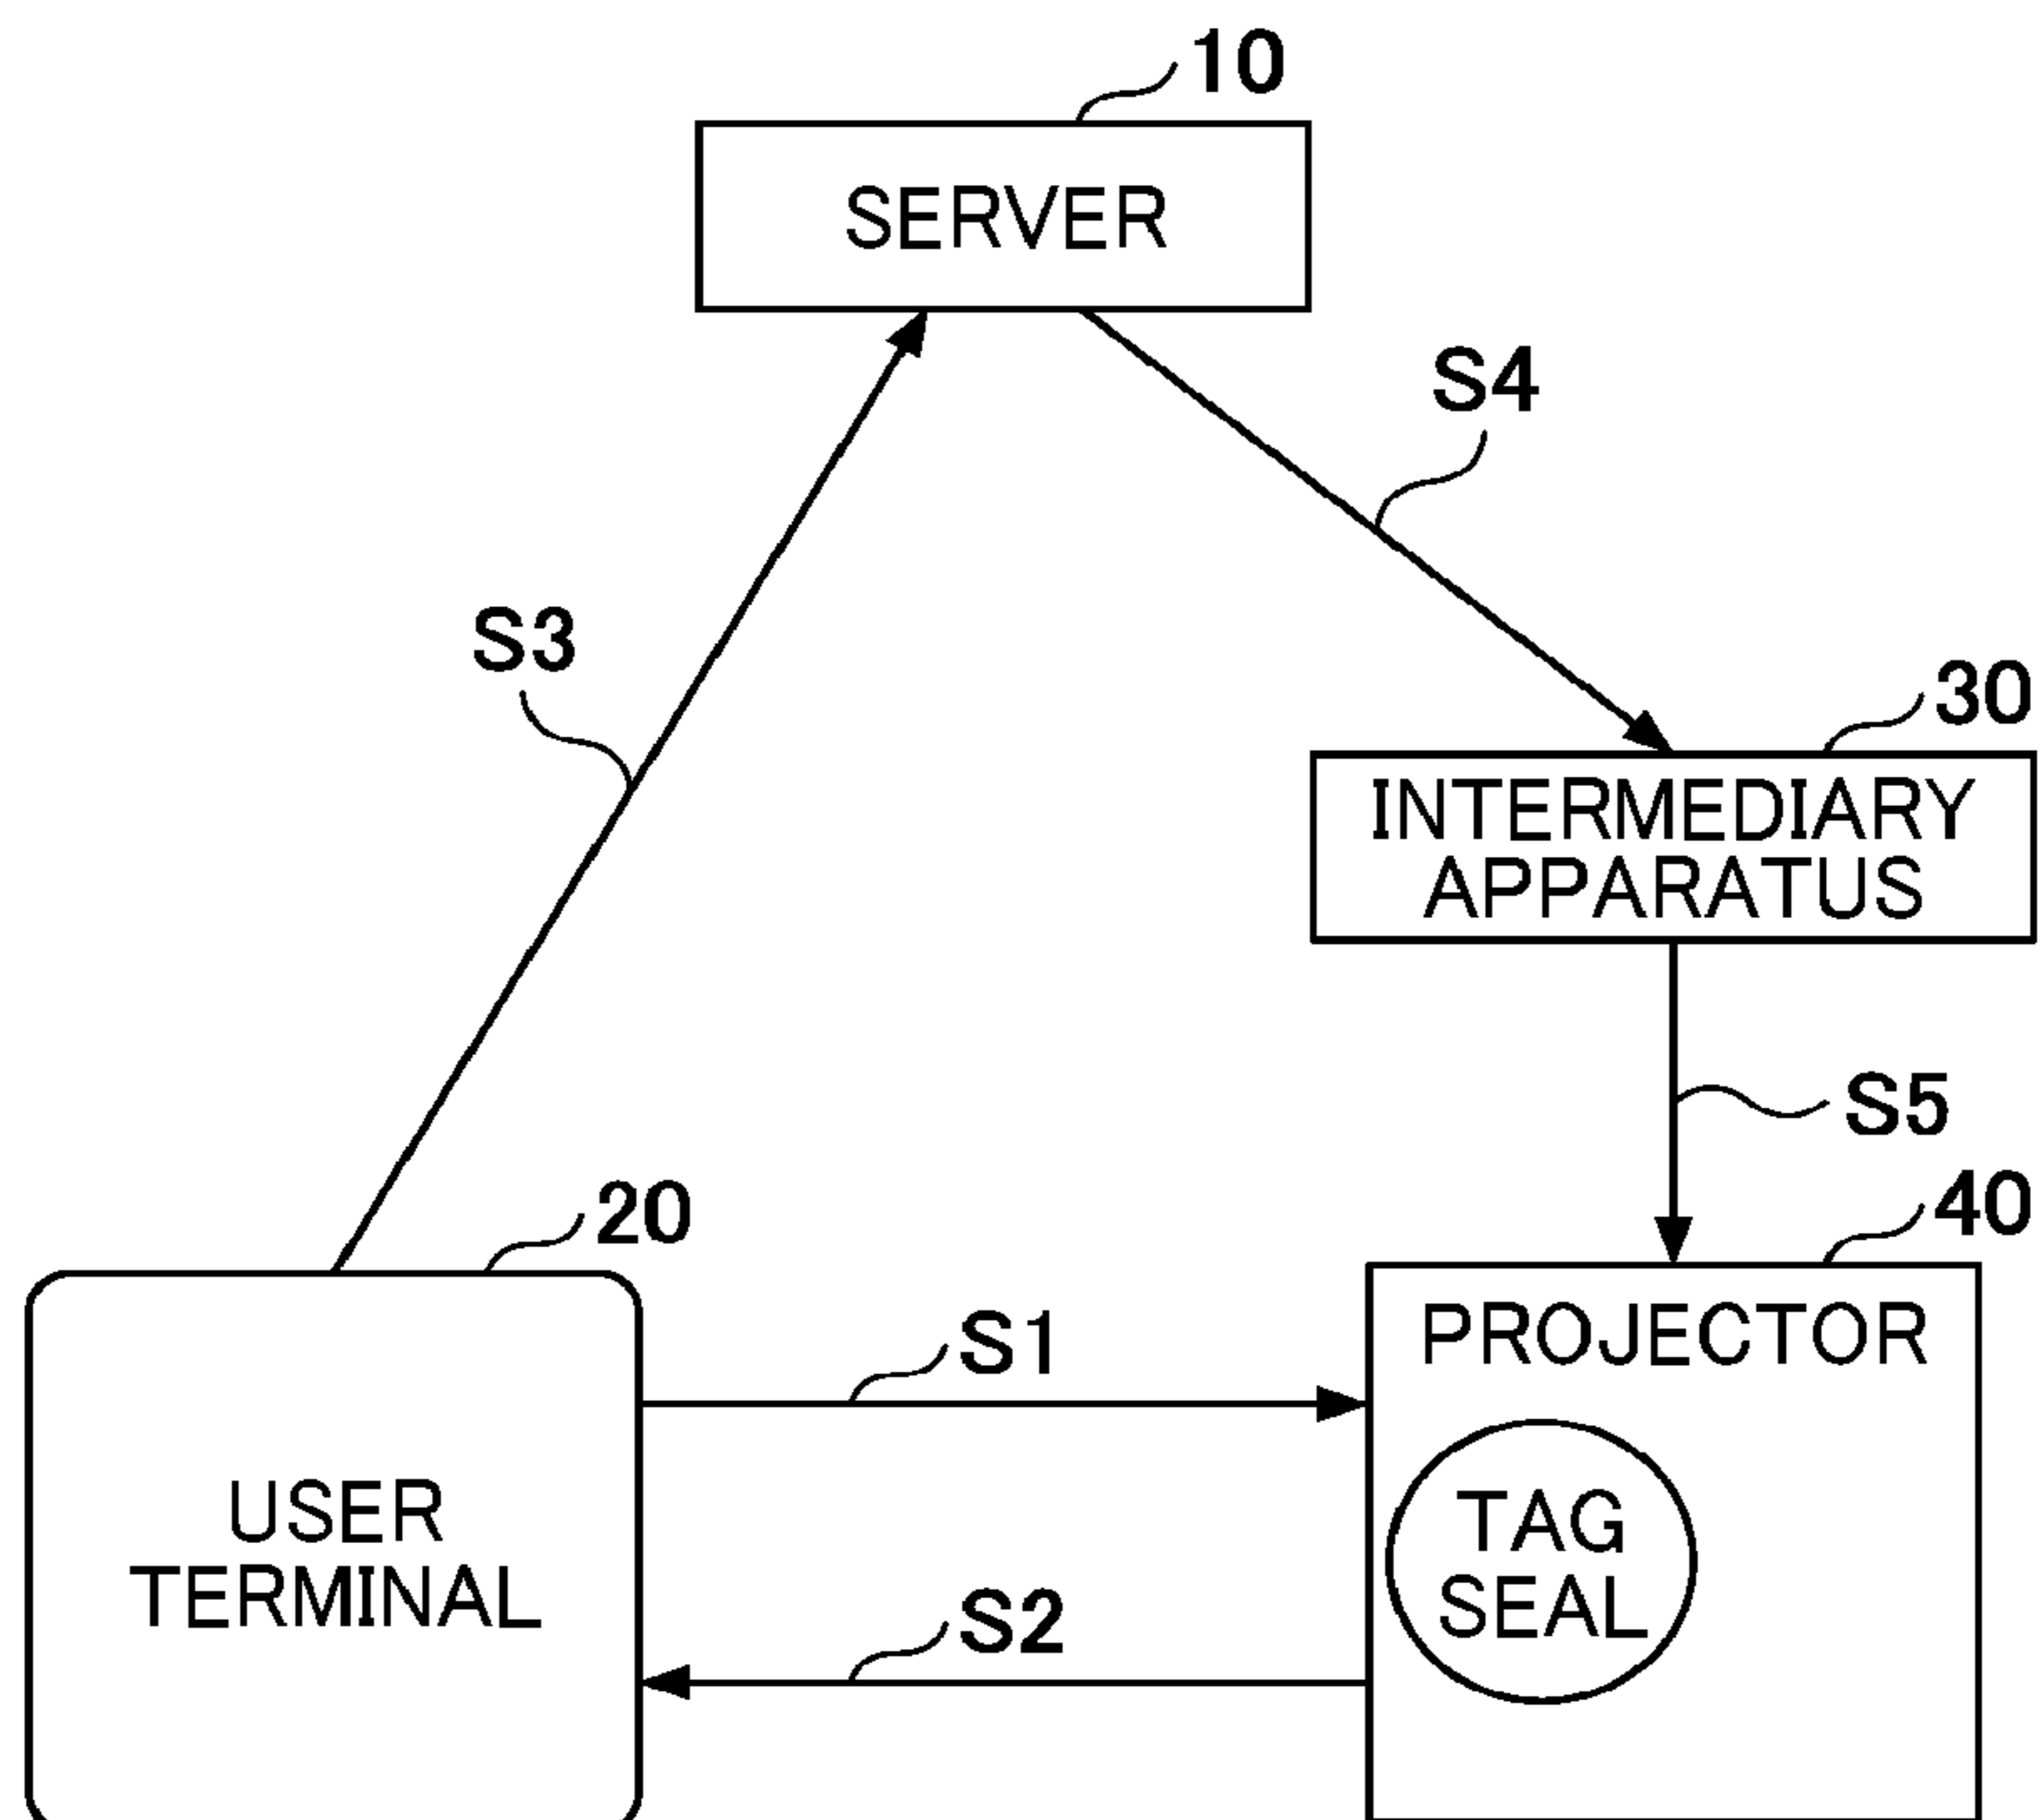 10
SERVER
S4
S3
30
INTERMEDIARY
APPARATUS
S5
20
40
S1
PROJECTOR
USER
TERMINAL
TAG
SEAL
S2